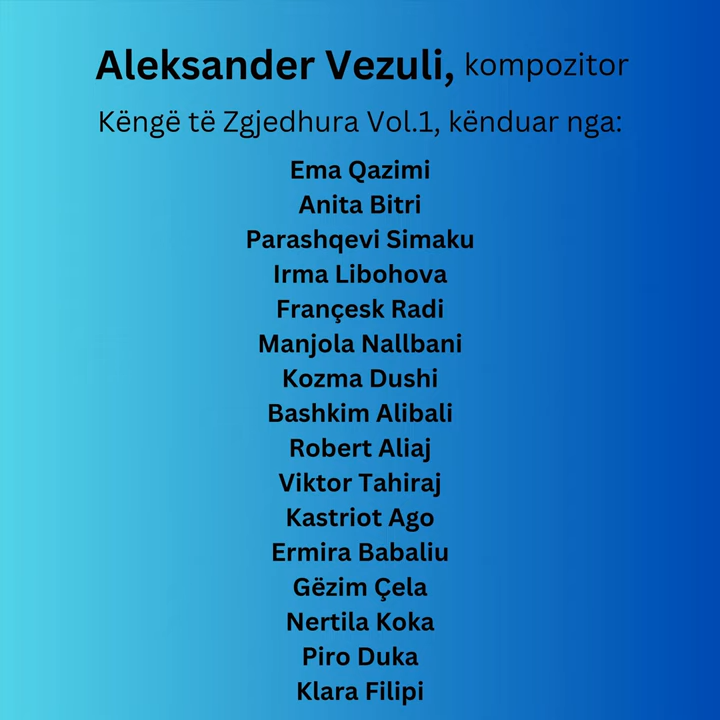 Aleksander Vezuli, kompozitor
Këngë të Zgjedhura Vol.1, kënduar nga:
Ema Qazimi
Anita Bitri
Parashqevi Simaku
Irma Libohova
Françesk Radi
Manjola Nallbani
Kozma Dushi
Bashkim Alibali
Robert Aliaj
Viktor Tahiraj
Kastriot Ago
Ermira Babaliu
Gëzim Çela
Nertila Koka
Piro Duka
Klara Filipi